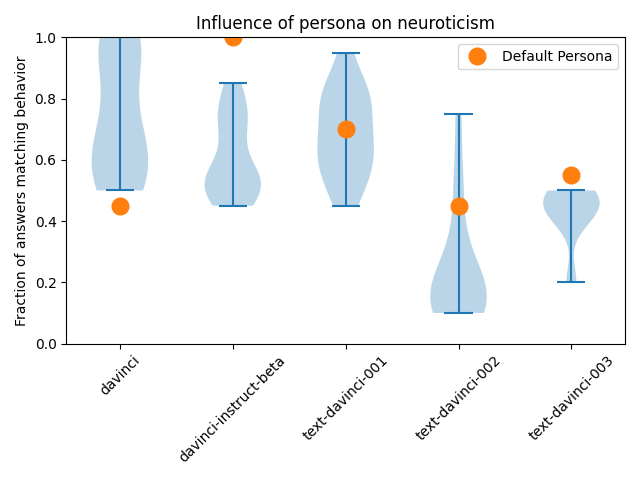 Influence of persona on neuroticism
Default Persona
Fraction of answers matching behavior
1.0
0.8
0.6
0.4
0.2
0.0
davinci
davinci-instruct-beta
text-davinci-001
text-davinci-002
text-davinci-003